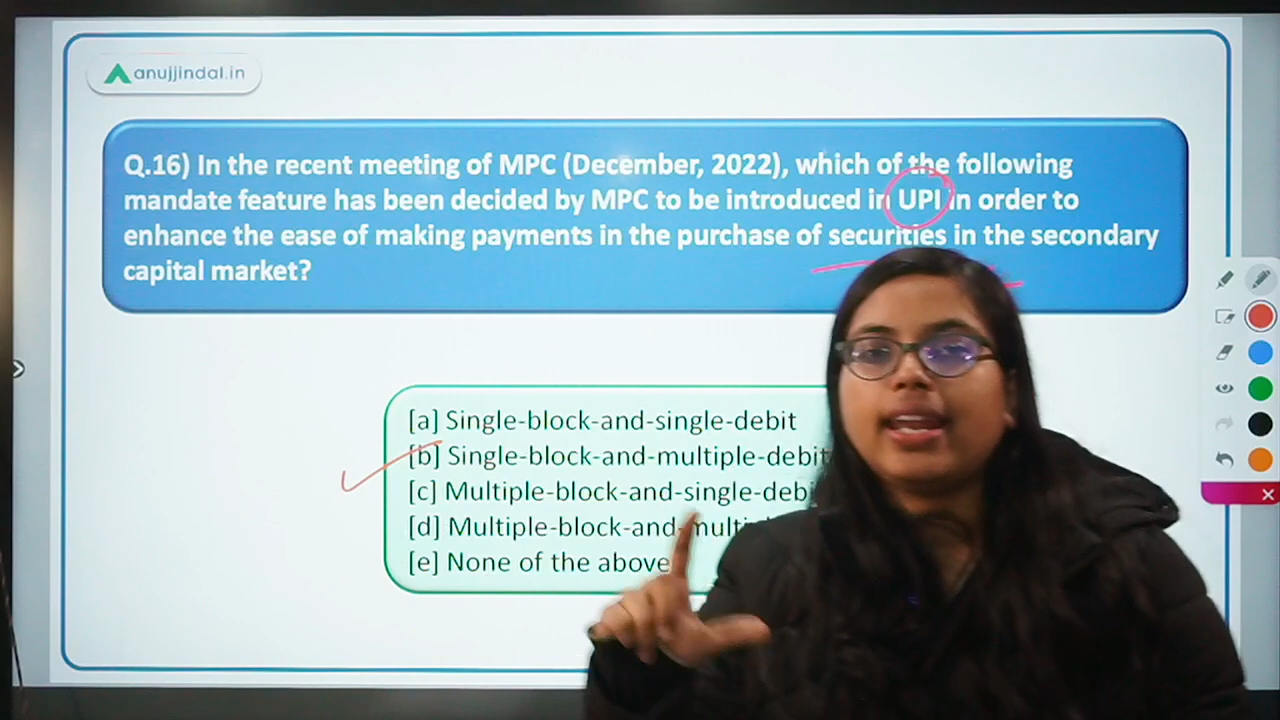 anujjindal.in
Q.16) In the recent meeting of MPC (December, 2022), which of the following
mandate feature has been decided by MPC to be introduced in UPI in order to
enhance the ease of making payments in the purchase of securities in the secondary
capital market?
[a] Single-block-and-single-debit
[b] Single-block-and-multiple-debit
[c] Multiple-block-and-single-debi
[d] Multiple-block-and-multi
[e] None of the above